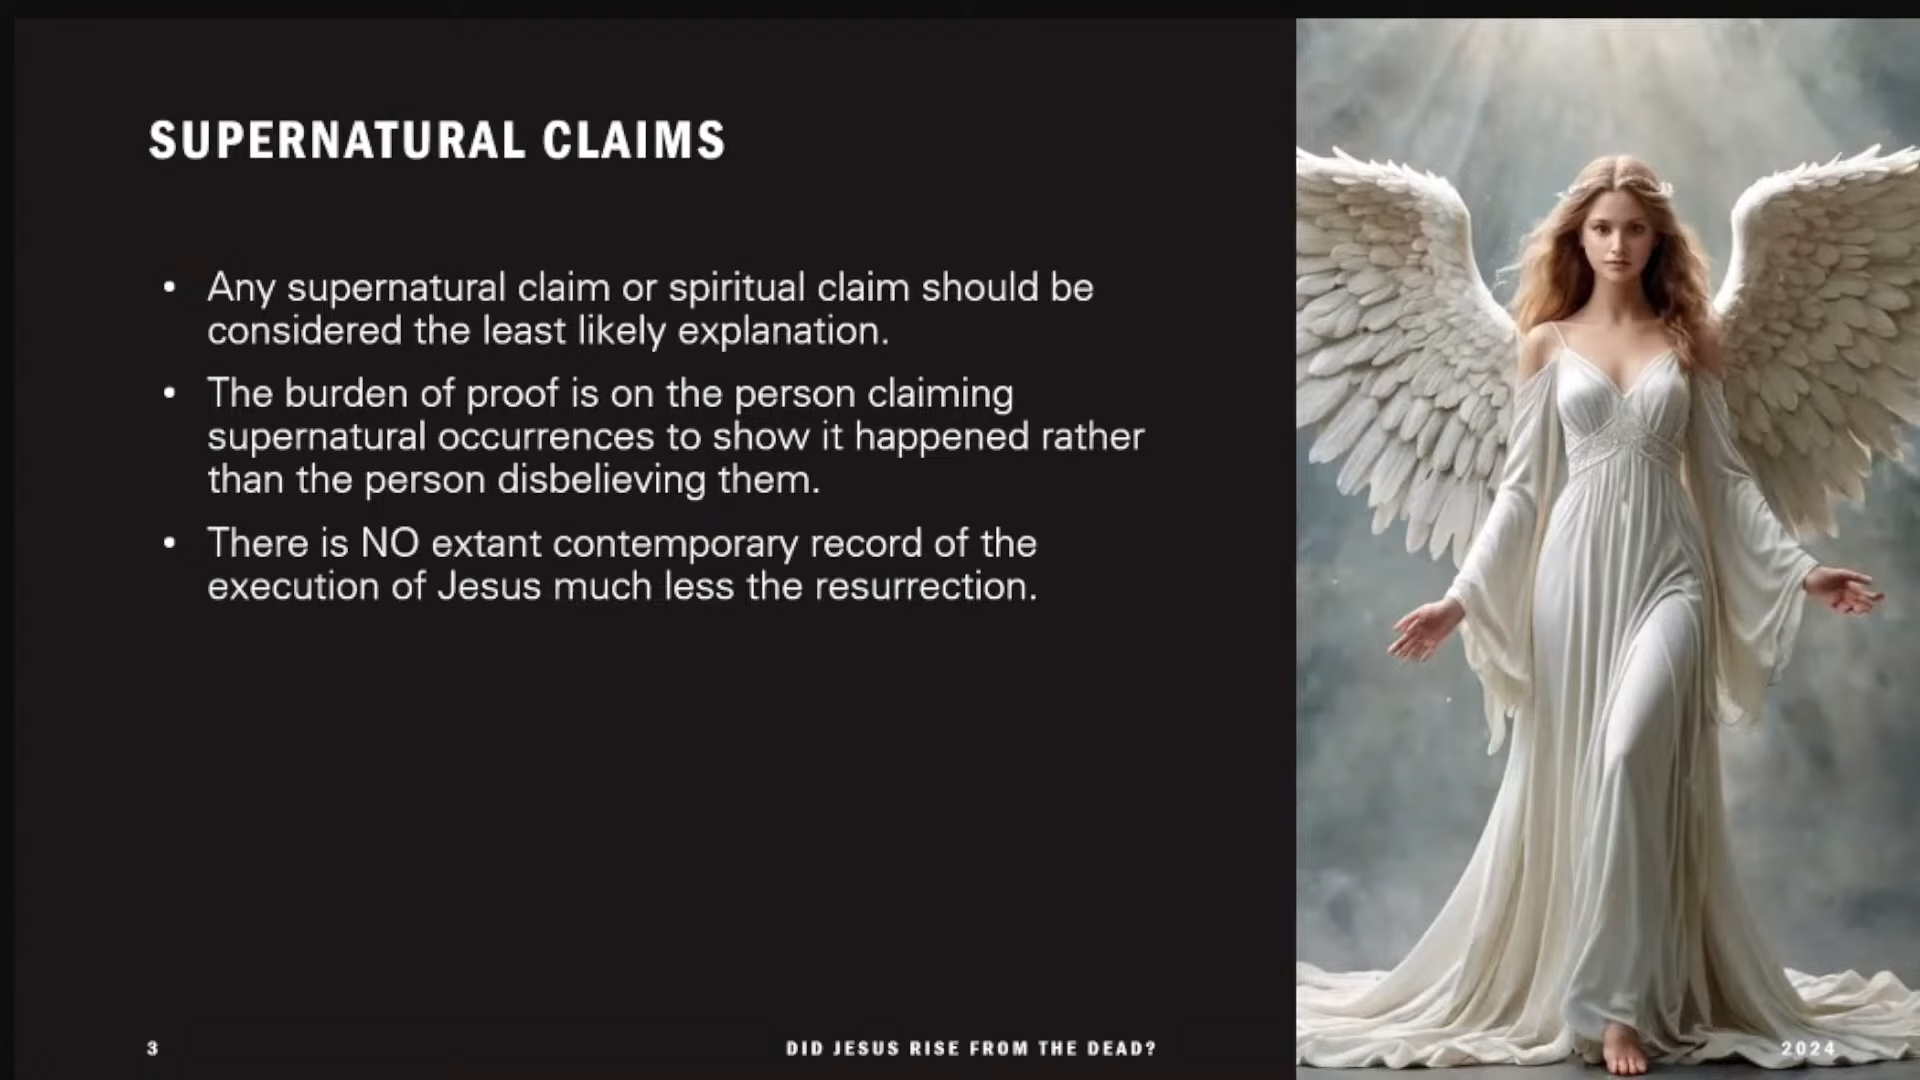 SUPERNATURAL CLAIMS
• Any supernatural claim or spiritual claim should be
considered the least likely explanation.
• The burden of proof is on the person claiming
supernatural occurrences to show it happened rather
than the person disbelieving them.
• There is NO extant contemporary record of the
execution of Jesus much less the resurrection.
3
DID JESUS RISE FROM THE DEAD?
2024